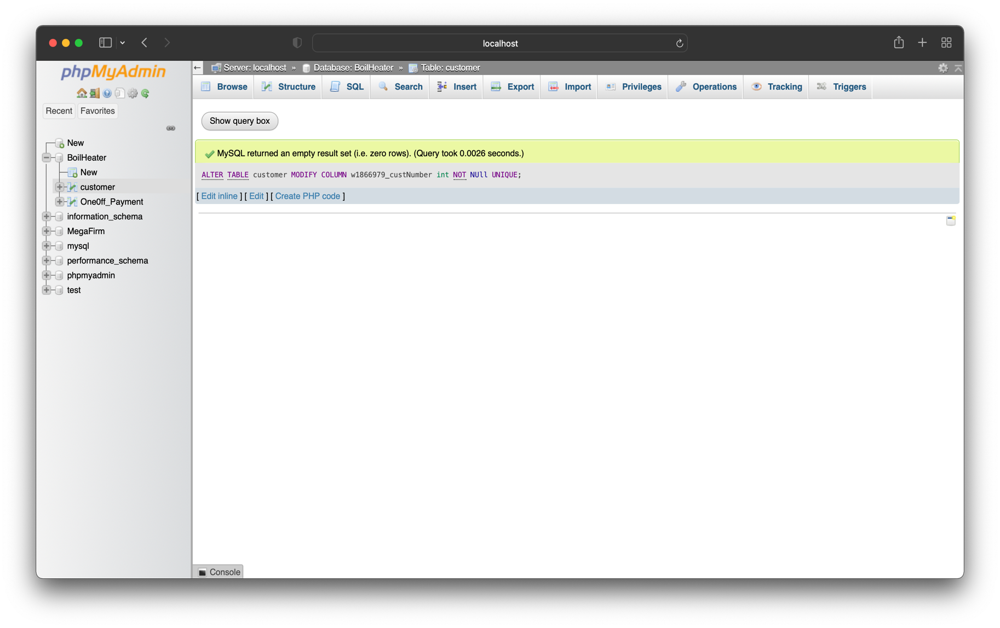 localhost
phpMyAdmin
Recent Favorites
New
BoilHeater
New
customer
OneOff_Payment
information_schema
MegaFirm
mysql
performance_schema
phpmyadmin
test
Server: localhost » Database: BoilHeater » Table: customer
Browse Structure SQL Search Insert Export Import Privileges Operations Tracking Triggers
Show query box
MySQL returned an empty result set (i.e. zero rows). (Query took 0.0026 seconds.)
ALTER TABLE customer MODIFY COLUMN w1866979_custNumber int NOT NUll UNIQUE;
[ Edit inline ] [ Edit ] [ Create PHP code ]
Console